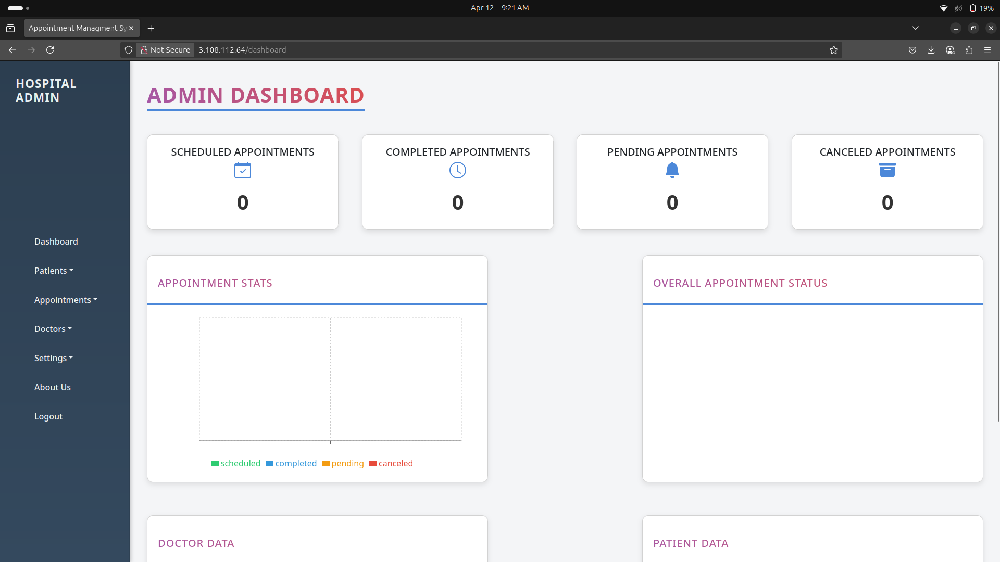 Apr 12 9:21 AM
19%
Appointment Managment Sy
Not Secure 3.108.112.64/dashboard
HOSPITAL
ADMIN
Dashboard
Patients
Appointments
Doctors
Settings
About Us
Logout
ADMIN DASHBOARD
SCHEDULED APPOINTMENTS
0
COMPLETED APPOINTMENTS
0
PENDING APPOINTMENTS
0
CANCELED APPOINTMENTS
0
APPOINTMENT STATS
scheduled completed pending canceled
OVERALL APPOINTMENT STATUS
DOCTOR DATA
PATIENT DATA